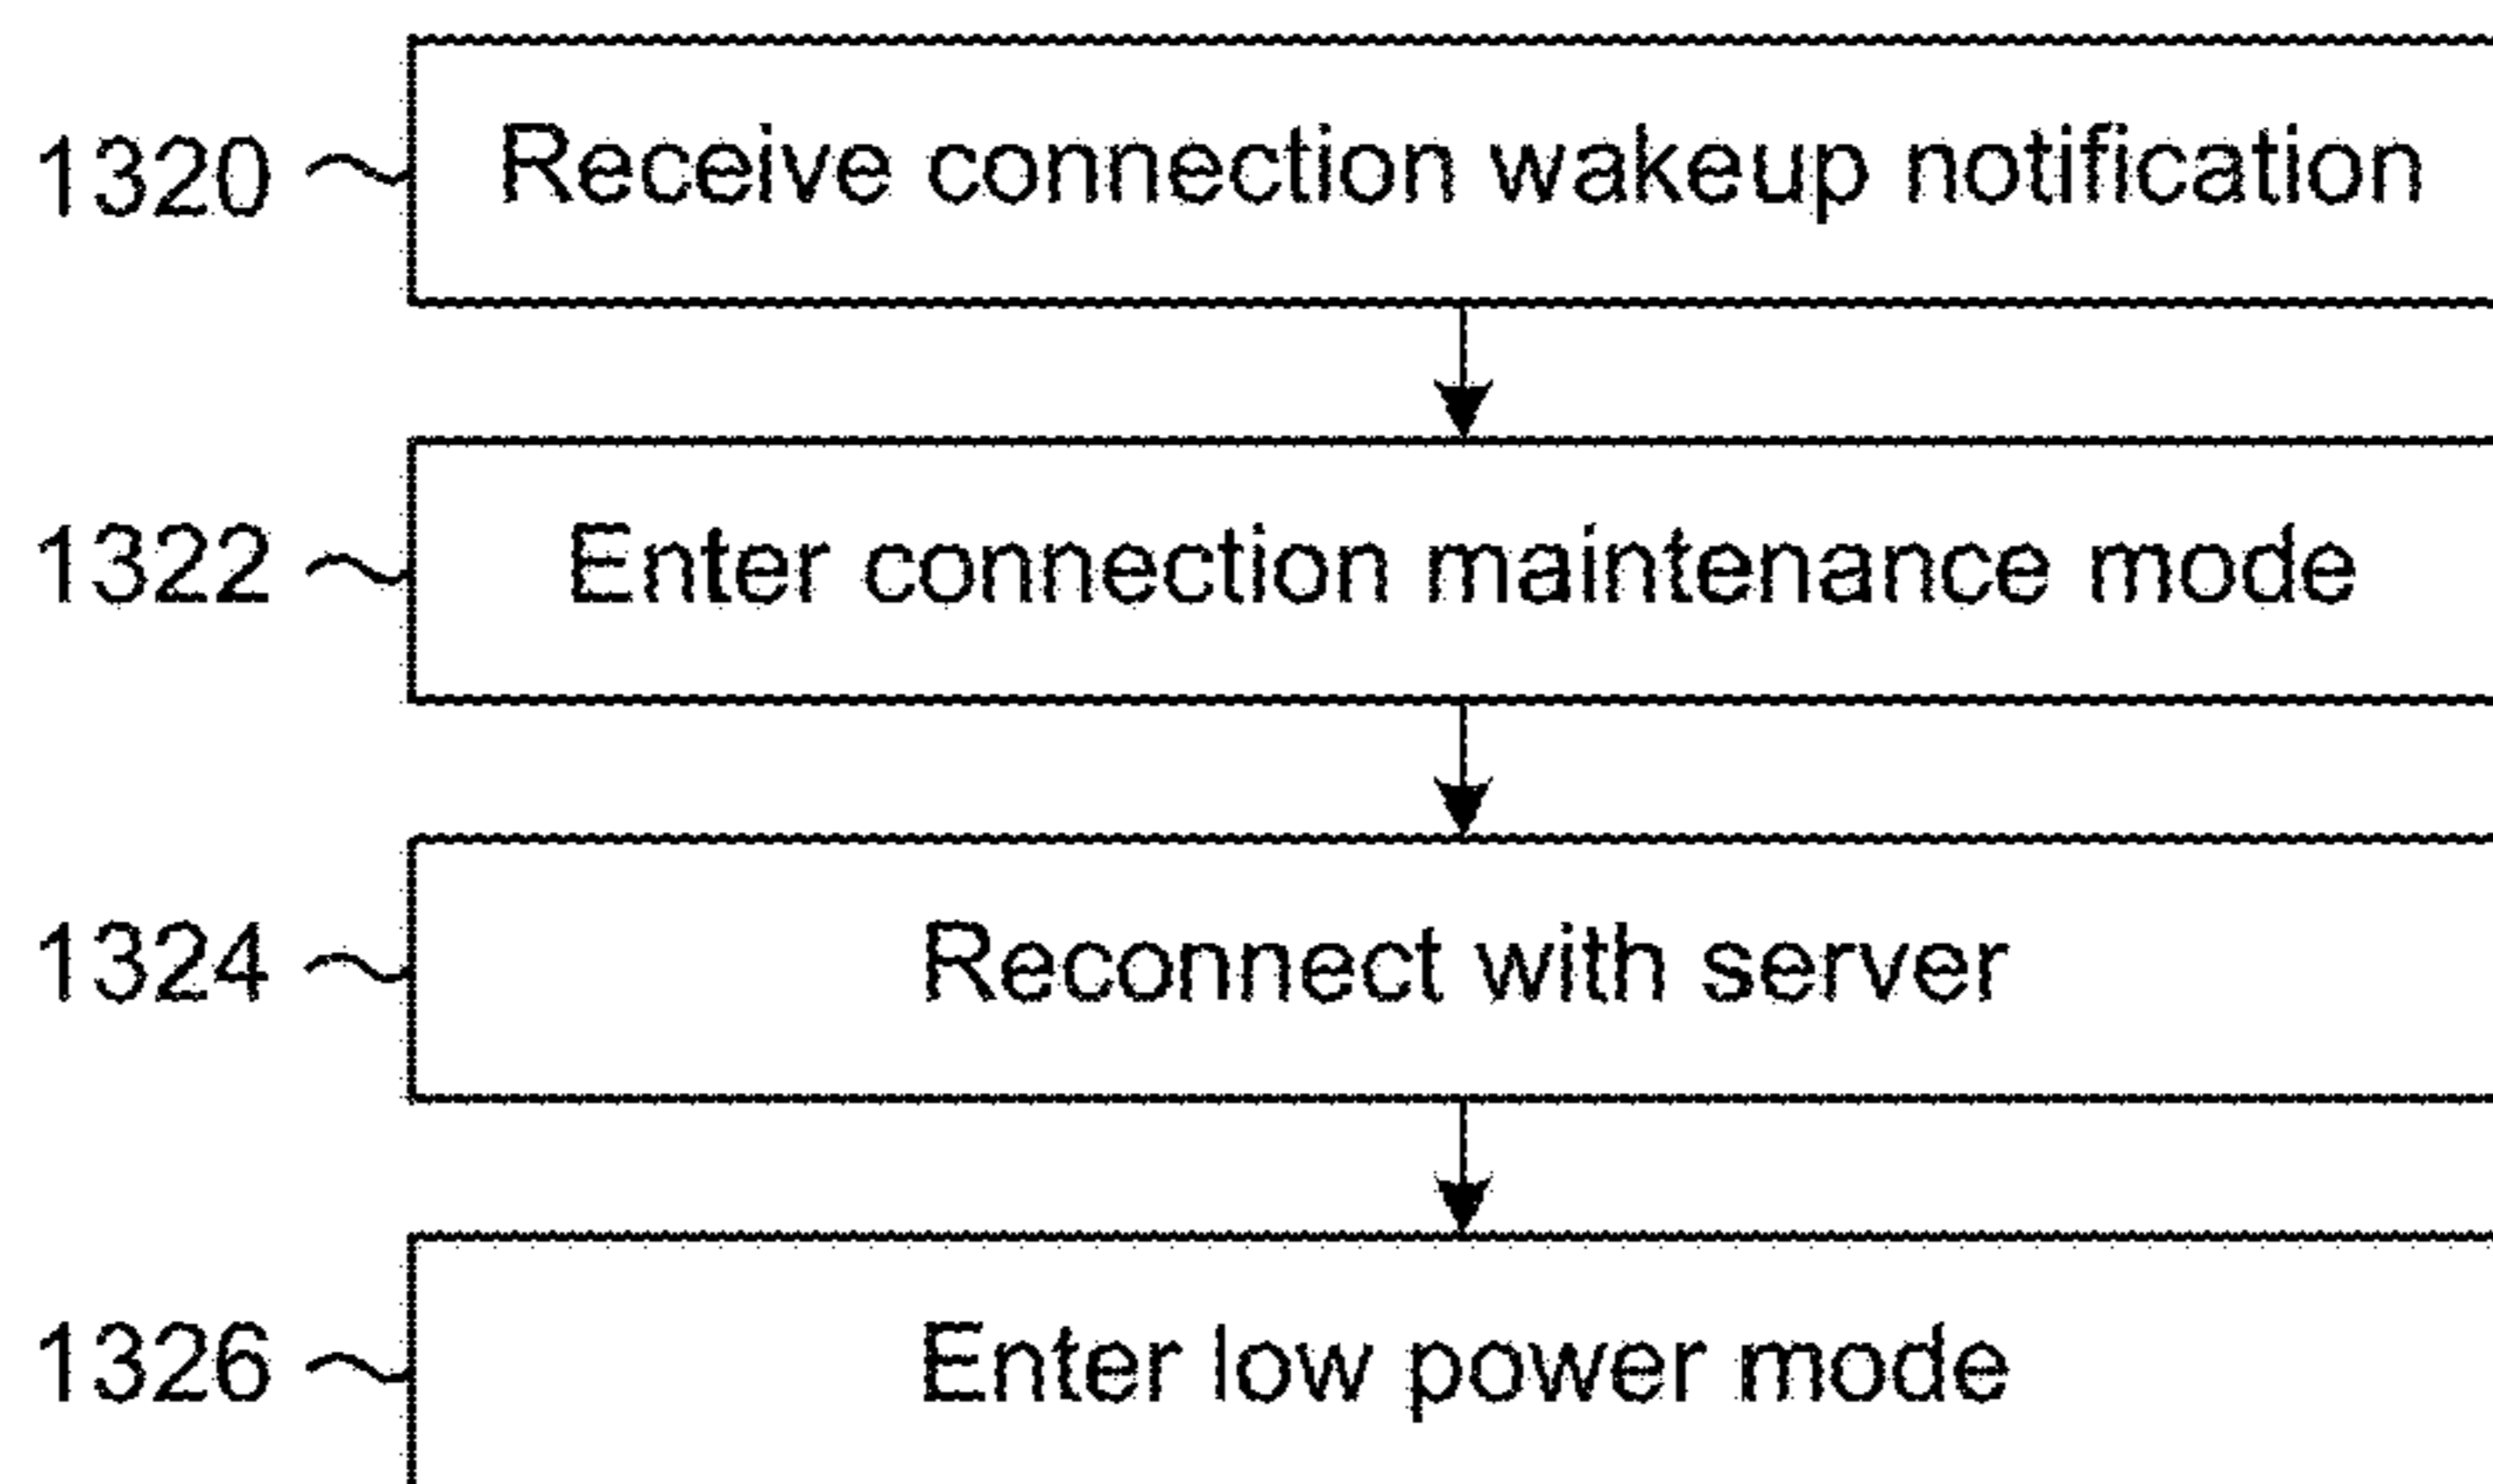 1320 Receive connection wakeup notification
1322 Enter connection maintenance mode
1324 Reconnect with server
1326 Enter low power mode